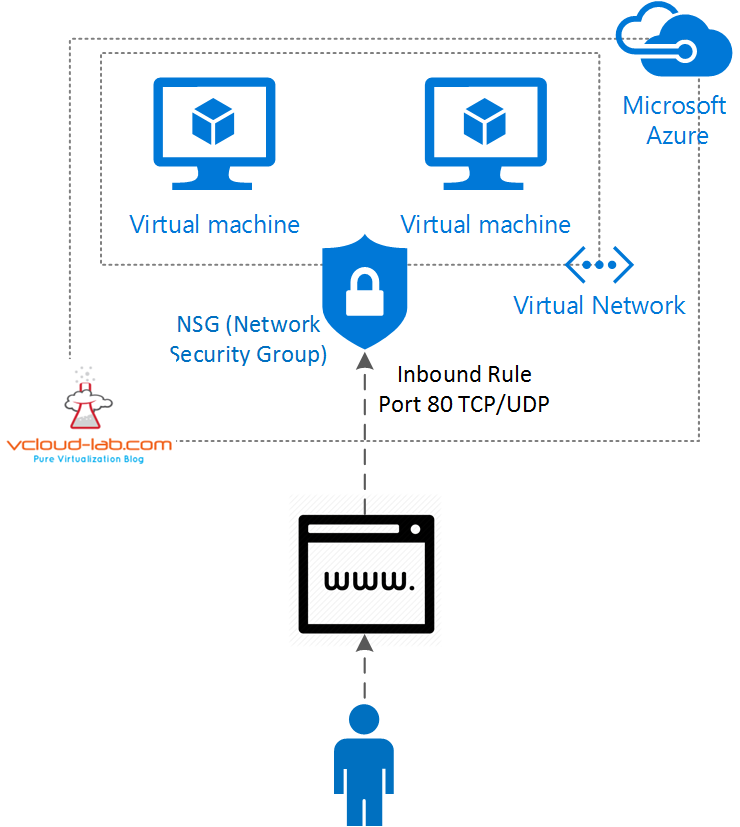 Microsoft
Azure
Virtual machine
Virtual machine
Virtual Network
NSG (Network
Security Group)
Inbound Rule
Port 80 TCP/UDP
vcloud-lab.com
Pure Virtualization Blog
www.